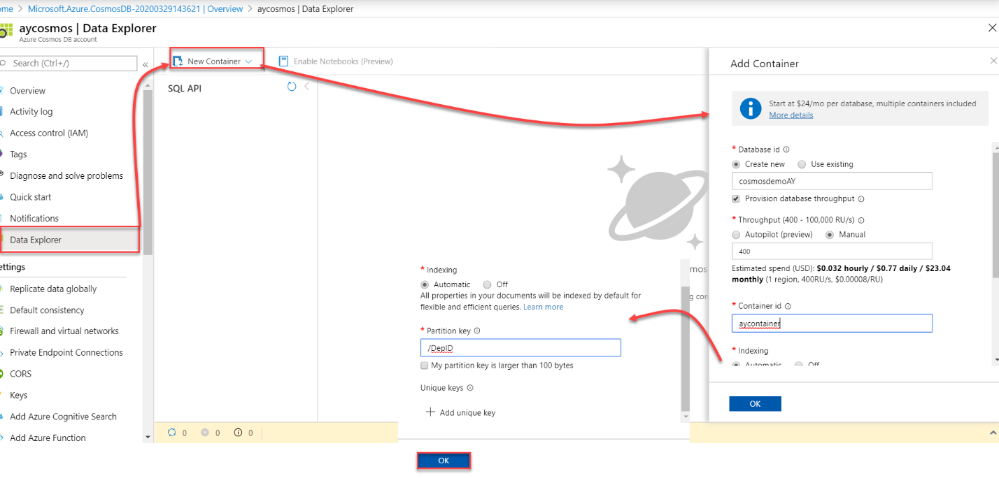 ome > Microsoft.Azure.CosmosDB-20200329143621 | Overview > aycosmos | Data Explorer
aycosmos | Data Explorer
Azure Cosmos DB account
Search (Ctrl+/)
«
Overview
Activity log
Access control (IAM)
Tags
Diagnose and solve problems
Quick start
Notifications
Data Explorer
ettings
Replicate data globally
Default consistency
Firewall and virtual networks
Private Endpoint Connections
CORS
Keys
Add Azure Cognitive Search
Add Azure Function
New Container
Enable Notebooks (Preview)
SQL API
0 0 0
mos
g con
* Indexing
Automatic Off
All properties in your documents will be indexed by default for
flexible and efficient queries. Learn more
* Partition key
/DepID
My partition key is larger than 100 bytes
Unique keys
Add unique key
OK
Add Container
Start at $24/mo per database, multiple containers included
More details
* Database id
Create new Use existing
cosmosdemoAY
Provision database throughput
* Throughput (400 - 100,000 RU/s)
Autopilot (preview) Manual
400
Estimated spend (USD): $0.032 hourly / $0.77 daily / $23.04
monthly (1 region, 400RU/s, $0.00008/RU)
* Container id
aycontainer
* Indexing
Automatic Off
OK